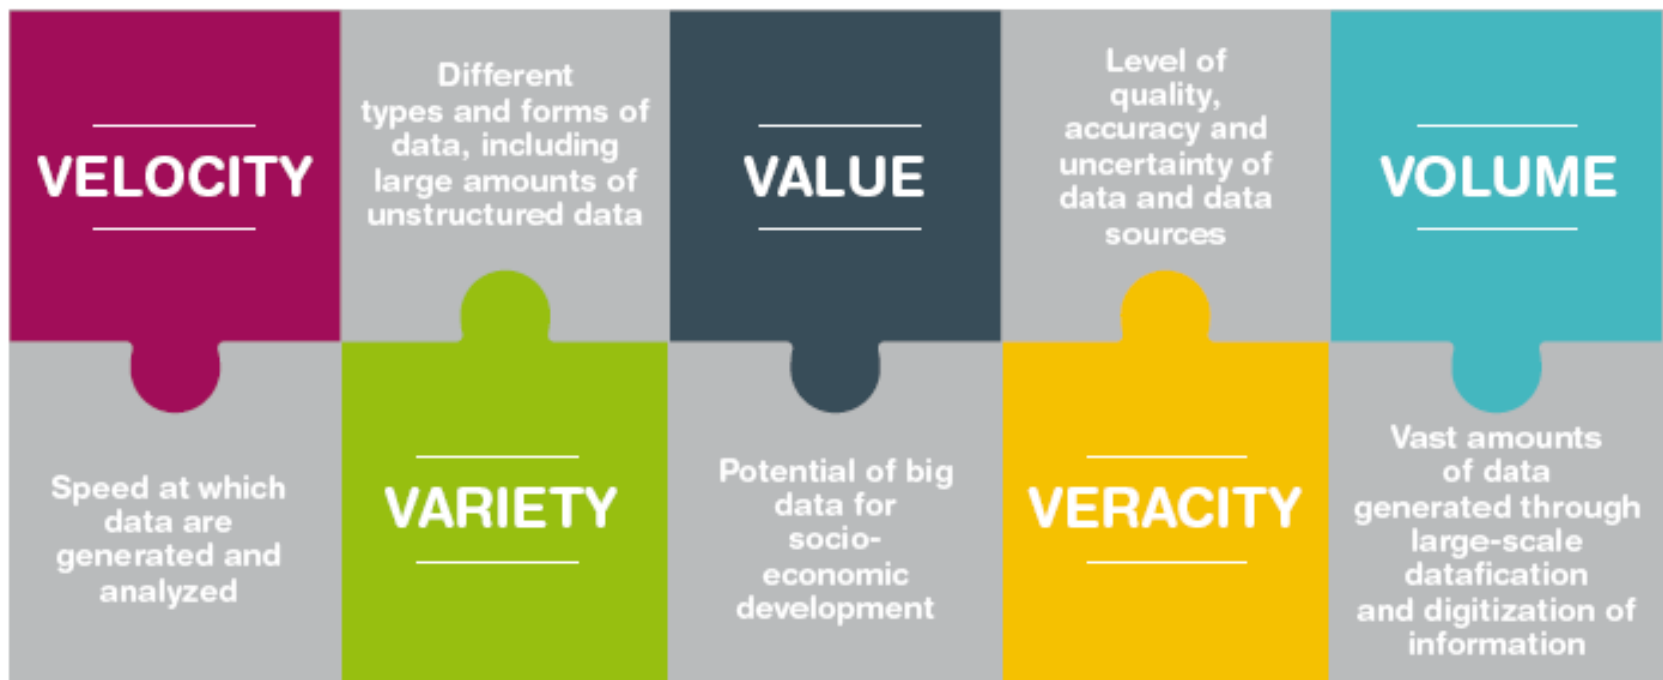 VELOCITY
Speed at which
data are
generated and
analyzed
Different
types and forms of
data, including
large amounts of
unstructured data
VARIETY
VALUE
Potential of big
data for
socio-
economic
development
Level of
quality,
accuracy and
uncertainty of
data and data
sources
VERACITY
VOLUME
Vast amounts
of data
generated through
large-scale
datafication
and digitization of
information